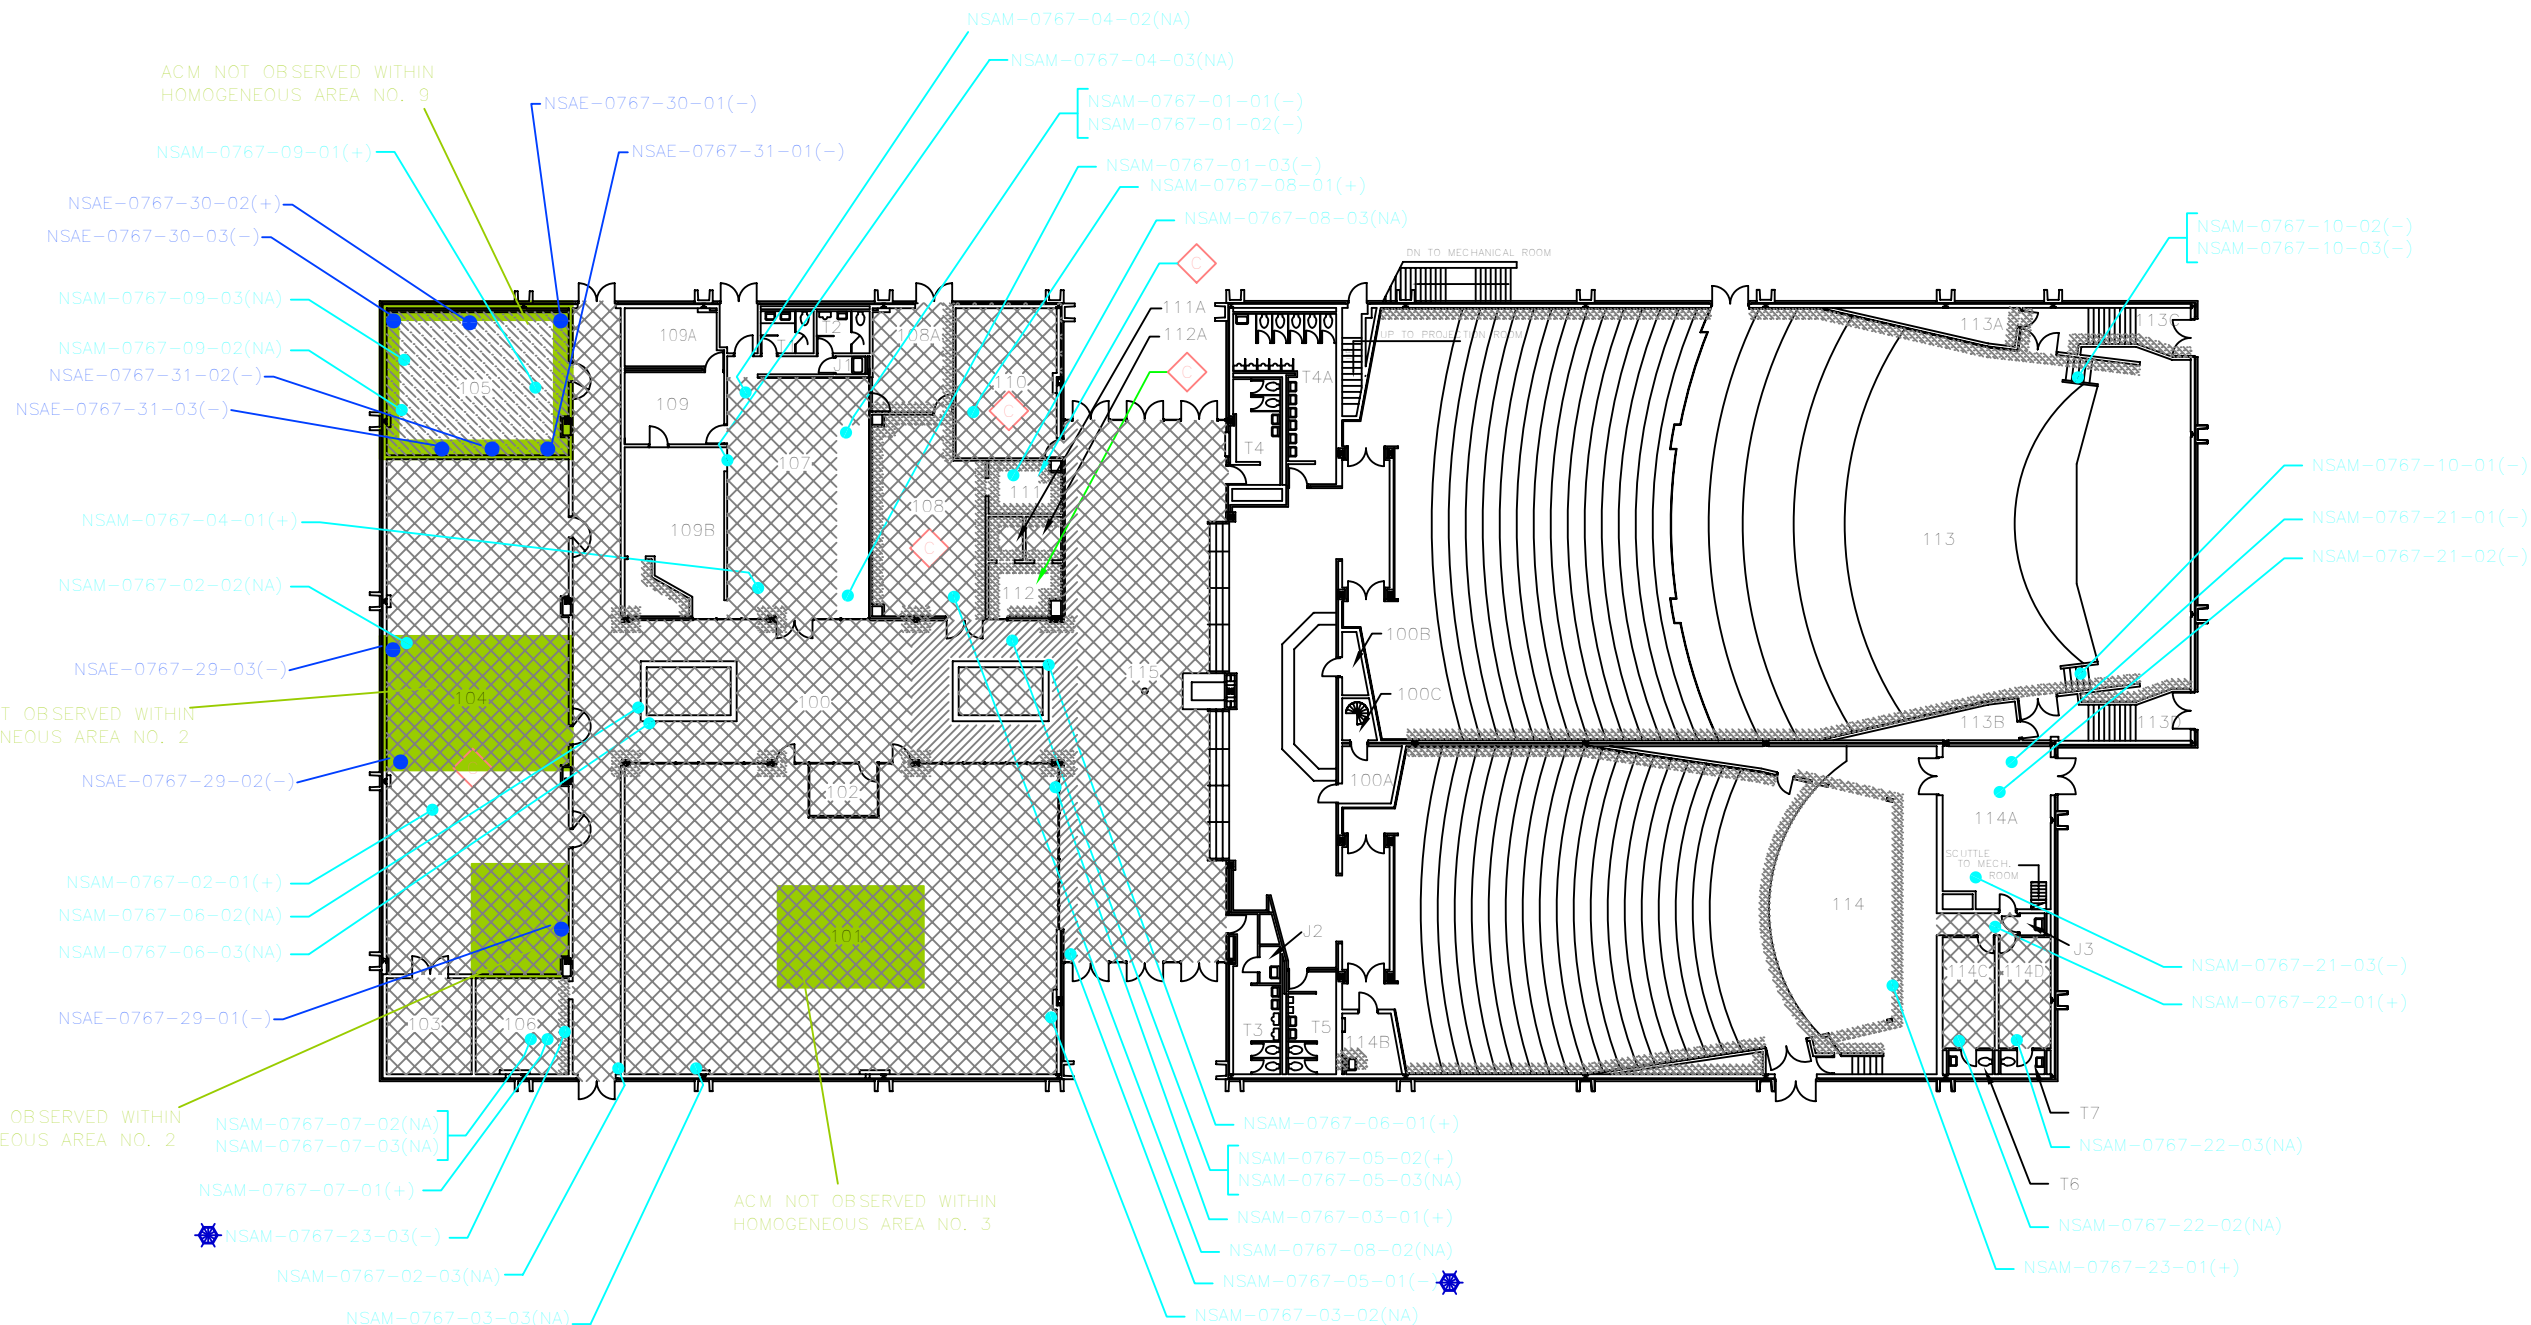 NSAM-0767-04-02(NA)
NSAM-0767-04-03(NA)
ACM NOT OBSERVED WITHIN
HOMOGENEOUS AREA NO. 9
NSAE-0767-30-01(-)
NSAM-0767-01-01(-)
NSAM-0767-01-02(-)
NSAM-0767-09-01(+)
NSAE-0767-31-01(-)
NSAM-0767-01-03(-)
NSAM-0767-08-01(+)
NSAE-0767-30-02(+)
NSAM-0767-08-03(NA)
NSAE-0767-30-03(-)
NSAM-0767-10-02(-)
NSAM-0767-10-03(-)
DN TO MECHANICAL ROOM
C
NSAM-0767-09-03(NA)
111A
112A
109A
T2
108A
J1
UP TO PROJECTION ROOM
113A
113C
NSAM-0767-09-02(NA)
NSAE-0767-31-02(-)
NSAE-0767-31-03(-)
105
109
110
C
C
T4A
T4
107
108
111
NSAM-0767-10-01(-)
NSAM-0767-04-01(+)
109B
C
113
NSAM-0767-21-01(-)
NSAM-0767-21-02(-)
NSAM-0767-02-02(NA)
112
100B
NSAE-0767-29-03(-)
104
100
115
100C
T OBSERVED WITHIN
NEOUS AREA NO. 2
113B
113D
NSAE-0767-29-02(-)
102
100A
114A
SCUTTLE
TO MECH.
ROOM
NSAM-0767-02-01(+)
NSAM-0767-06-02(NA)
NSAM-0767-06-03(NA)
101
114
J2
J3
114C
114D
NSAM-0767-21-03(-)
NSAM-0767-22-01(+)
NSAE-0767-29-01(-)
103
106
T3
T5
114B
OBSERVED WITHIN
EOUS AREA NO. 2
NSAM-0767-07-02(NA)
NSAM-0767-07-03(NA)
NSAM-0767-06-01(+)
T7
NSAM-0767-22-03(NA)
NSAM-0767-05-02(+)
NSAM-0767-05-03(NA)
T6
NSAM-0767-07-01(+)
ACM NOT OBSERVED WITHIN
HOMOGENEOUS AREA NO. 3
NSAM-0767-03-01(+)
NSAM-0767-22-02(NA)
NSAM-0767-23-03(-)
NSAM-0767-08-02(NA)
NSAM-0767-23-01(+)
NSAM-0767-02-03(NA)
NSAM-0767-05-01(-
NSAM-0767-03-03(NA)
NSAM-0767-03-02(NA)